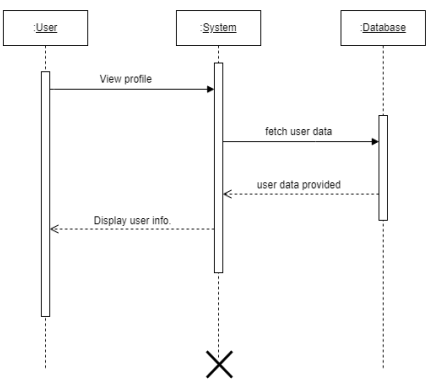 :User
:System
:Database
View profile
fetch user data
user data provided
Display user info.